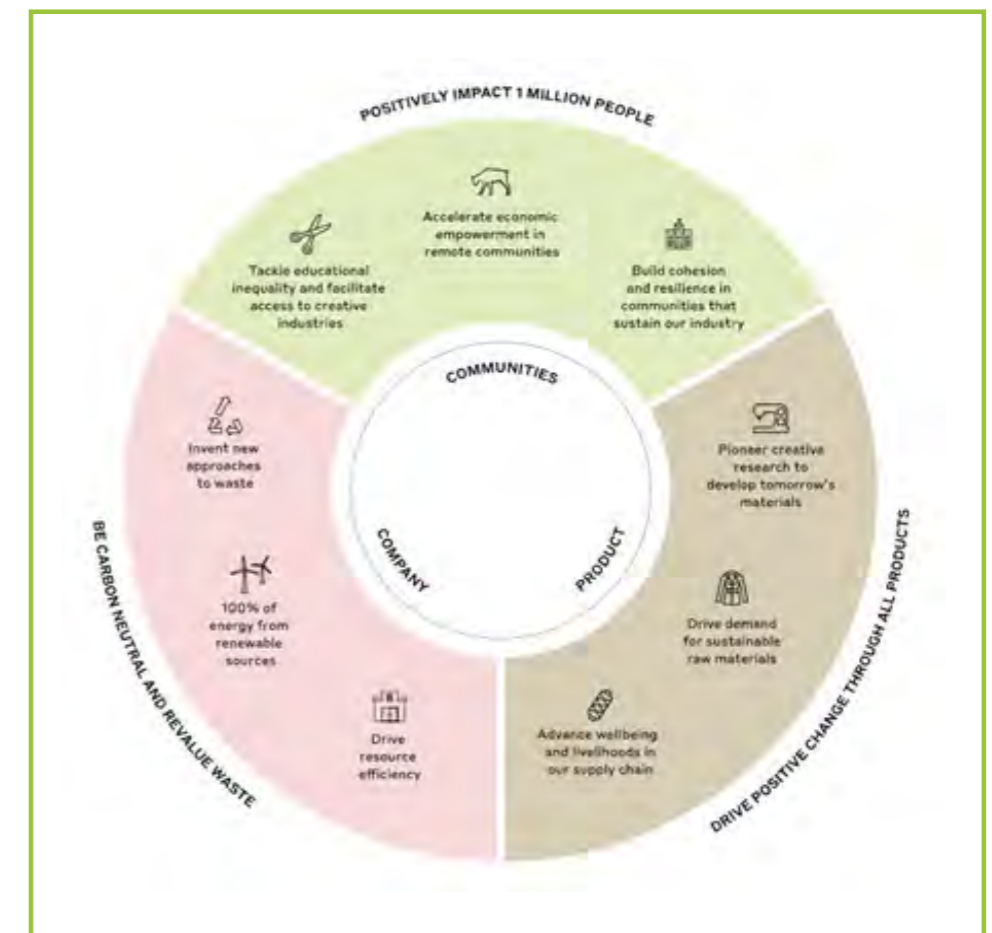 POSITIVELY IMPACT 1 MILLION PEOPLE
Accelerate economic
empowerment in
remote communities
Tackle educational
inequality and facilitate
access to creative
industries
Build cohesion
and resilience in
communities that
sustain our industry
COMMUNITIES
Invent new
approaches
to waste
Pioneer creative
research to
develop tomorrow's
materials
COMPANY
PRODUCT
100% of
energy from
renewable
sources
Drive demand
for sustainable
raw materials
Drive
resource
efficiency
Advance wellbeing
and livelihoods in
our supply chain
BE CARBON NEUTRAL AND REVALUE WASTE
DRIVE POSITIVE CHANGE THROUGH ALL PRODUCTS